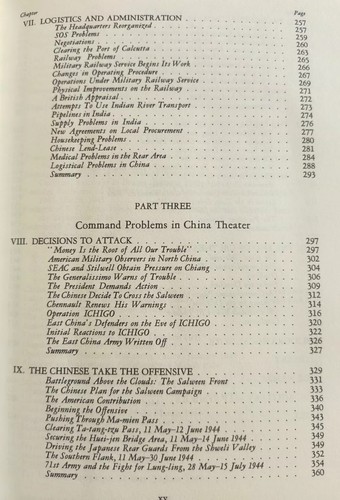 Chapter Page
VII. LOGISTICS AND ADMINISTRATION . . . 257
The Headquarters Reorganized . . . 257
SOS Problems . . . 259
Negotiations . . . 260
Clearing the Port of Calcutta . . . 263
Railway Problems . . . 265
Military Railway Service Begins Its Work . . . 266
Changes in Operating Procedure . . . 267
Operations Under Military Railway Service . . . 269
Physical Improvements on the Railway . . . 271
A British Appraisal . . . 272
Attempts To Use Indian River Transport . . . 273
Pipelines in India . . . 274
Supply Problems in India . . . 276
New Agreements on Local Procurement . . . 277
Housekeeping Problems . . . 280
Chinese Lend-Lease . . . 281
Medical Problems in the Rear Area . . . 284
Logistical Problems in China . . . 288
Summary . . . 293
PART THREE
Command Problems in China Theater
VIII. DECISIONS TO ATTACK . . . 297
"Money Is the Root of All Our Trouble" . . . 297
American Military Observers in North China . . . 302
SEAC and Stilwell Obtain Pressure on Chiang . . . 304
The Generalissimo Warns of Trouble . . . 306
The President Demands Action . . . 309
The Chinese Decide To Cross the Salween . . . 312
Chennault Renews His Warnings . . . 314
Operation ICHIGO . . . 316
East China's Defenders on the Eve of ICHIGO . . . 320
Initial Reactions to ICHIGO . . . 322
The East China Army Written Off . . . 326
Summary . . . 327
IX. THE CHINESE TAKE THE OFFENSIVE . . . 329
Battleground Above the Clouds: The Salween Front . . . 331
The Chinese Plan for the Salween Campaign . . . 333
The American Contribution . . . 336
Beginning the Offensive . . . 340
Pushing Through Ma-mien Pass . . . 343
Clearing Ta-tang-tzu Pass, 11 May-12 June 1944 . . . 345
Securing the Huei-jen Bridge Area, 11 May-14 June 1944 . . . 349
Driving the Japanese Rear Guards From the Shweli Valley . . . 349
The Southern Flank, 11 May-30 June 1944 . . . 352
71st Army and the Fight for Lung-ling, 28 May-15 July 1944 . . . 354
Summary . . . 360
xv